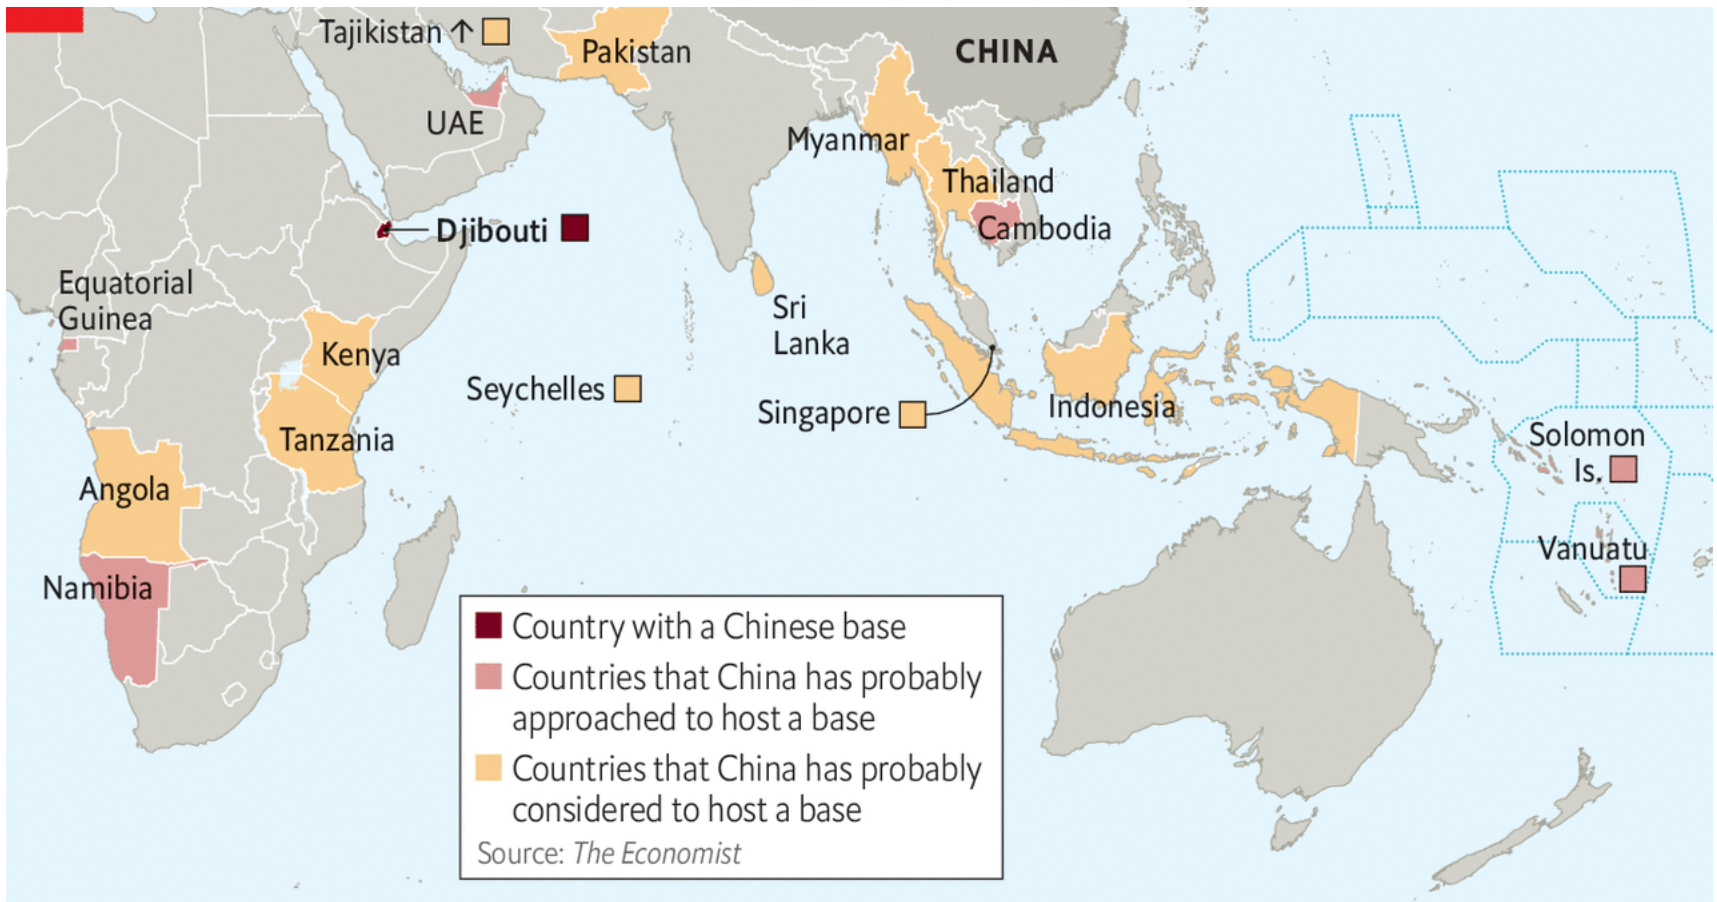 Tajikistan ↑
Pakistan
CHINA
UAE
Myanmar
Thailand
Cambodia
Djibouti
Equatorial
Guinea
Sri
Lanka
Kenya
Seychelles
Singapore
Indonesia
Tanzania
Solomon
Is.
Angola
Vanuatu
Namibia
Country with a Chinese base
Countries that China has probably
approached to host a base
Countries that China has probably
considered to host a base
Source: The Economist